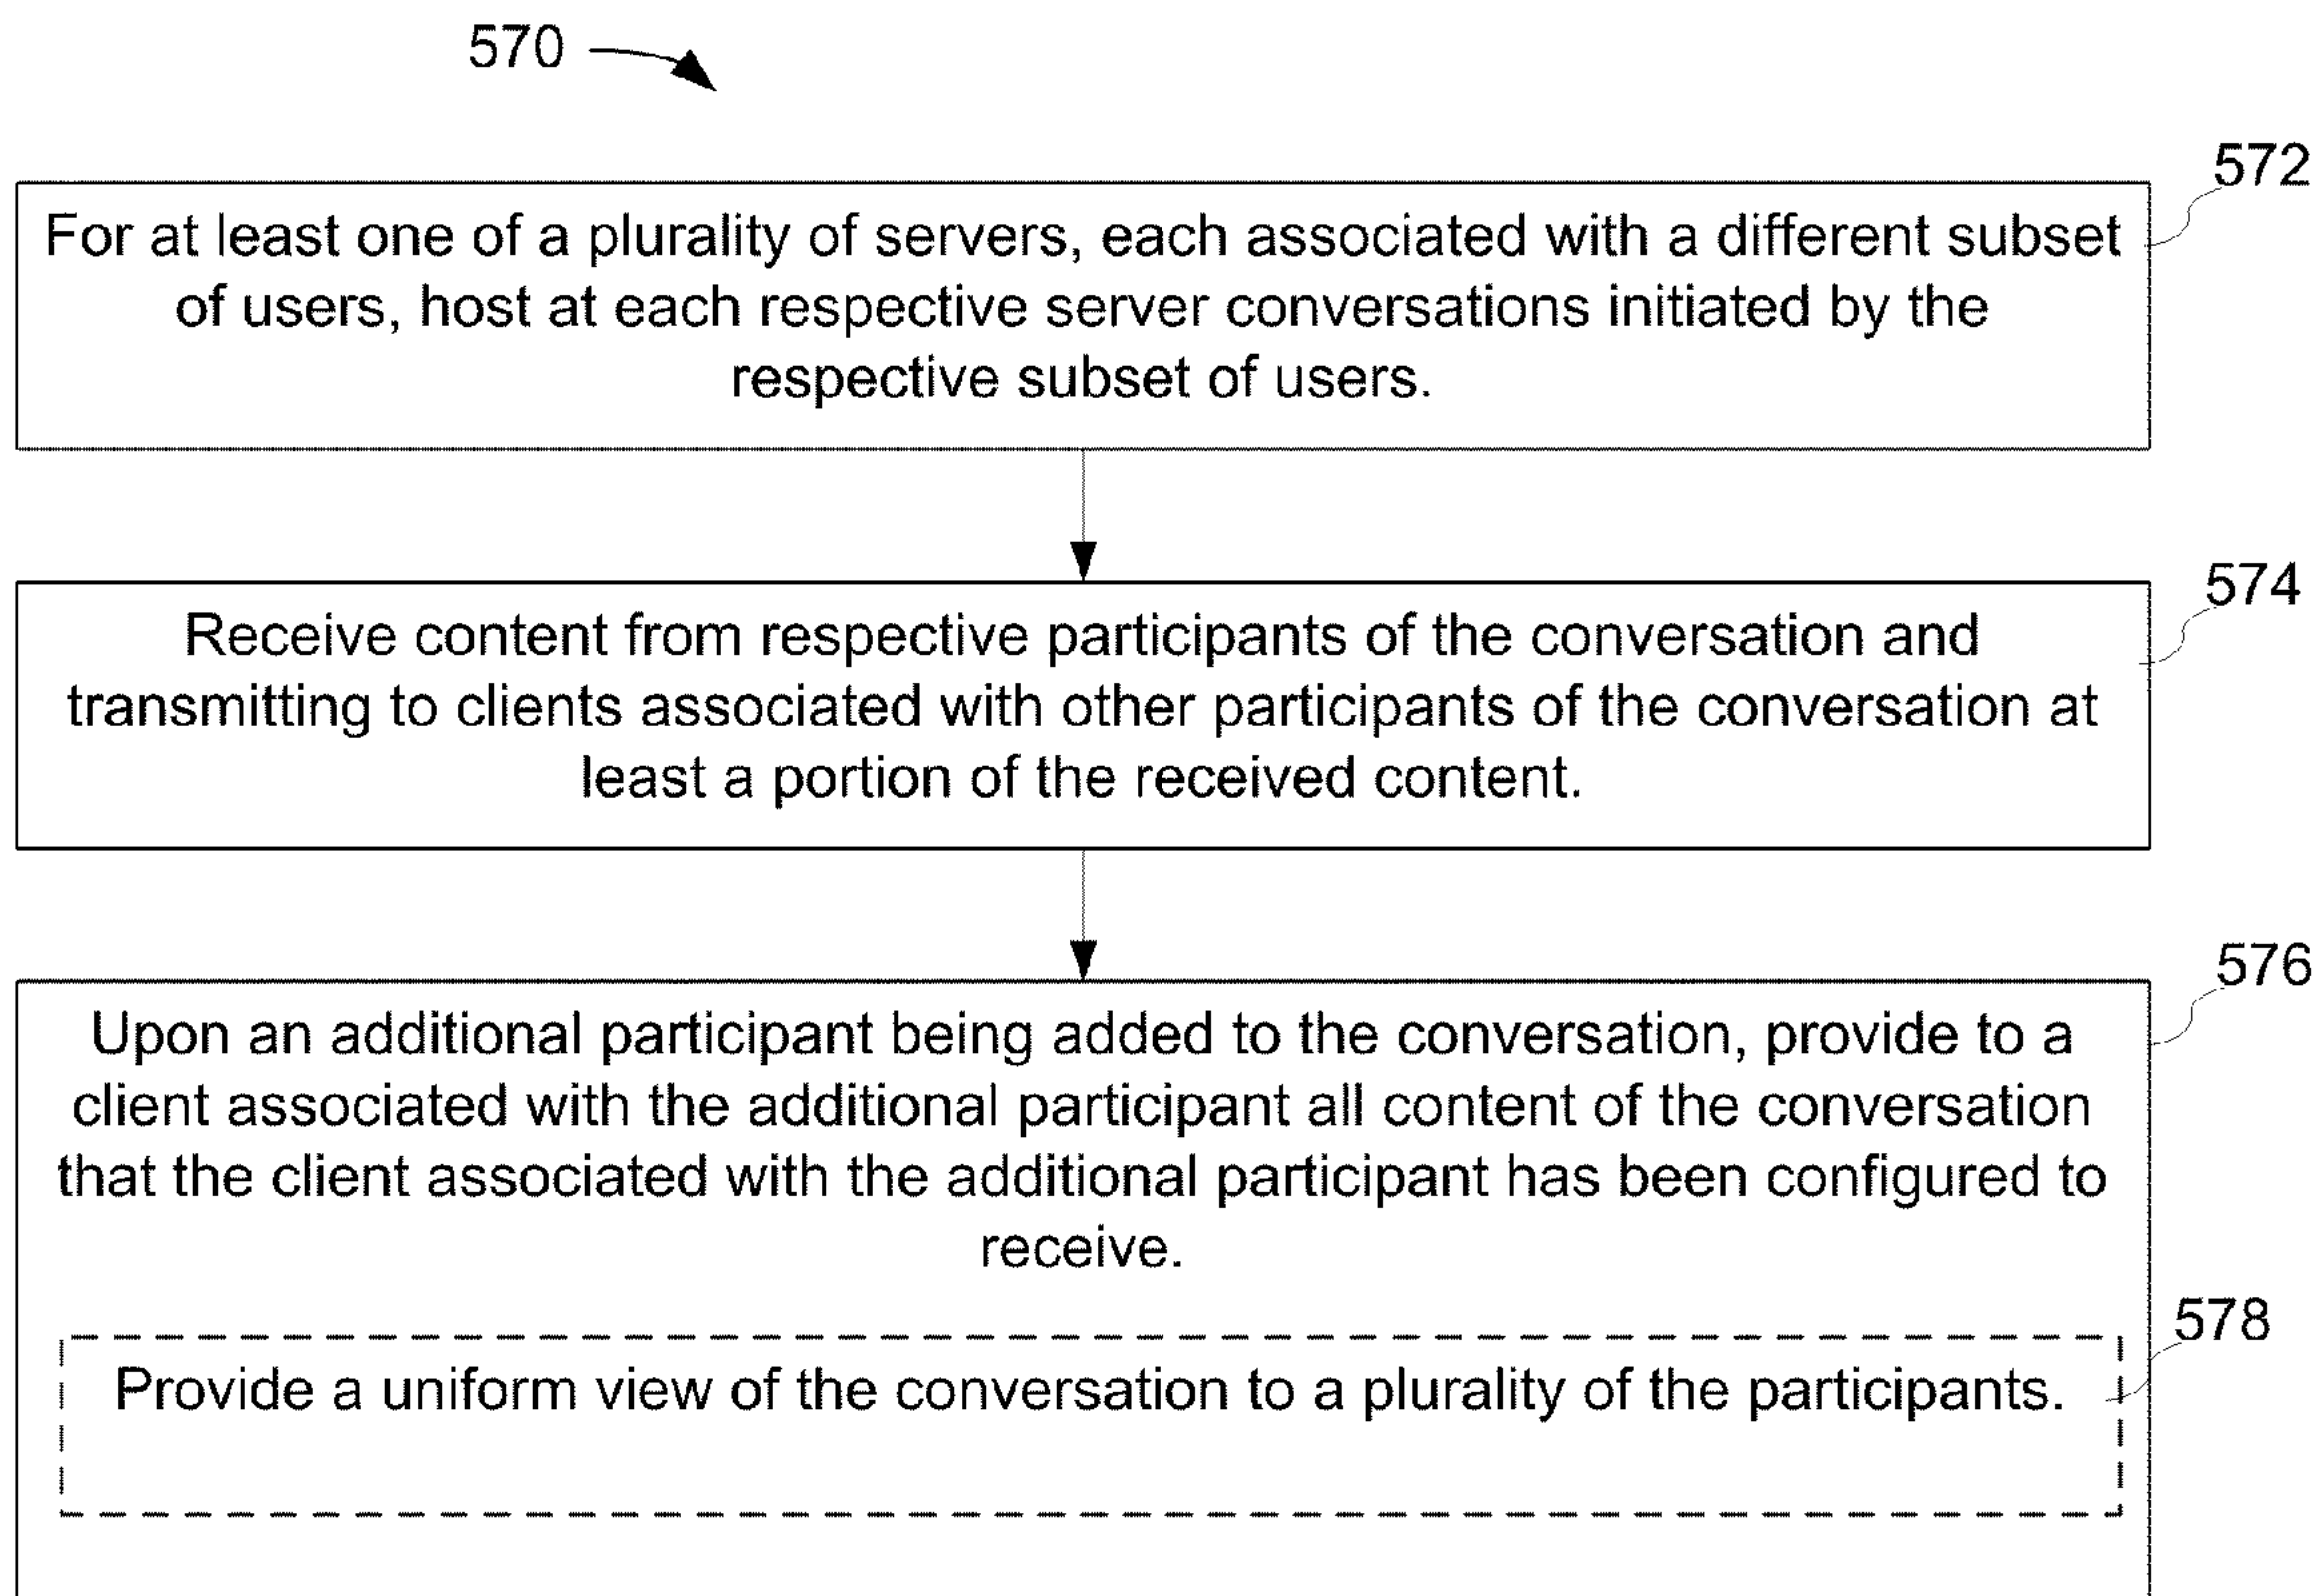 570
572
For at least one of a plurality of servers, each associated with a different subset
of users, host at each respective server conversations initiated by the
respective subset of users.
574
Receive content from respective participants of the conversation and
transmitting to clients associated with other participants of the conversation at
least a portion of the received content.
576
Upon an additional participant being added to the conversation, provide to a
client associated with the additional participant all content of the conversation
that the client associated with the additional participant has been configured to
receive.
578
Provide a uniform view of the conversation to a plurality of the participants.